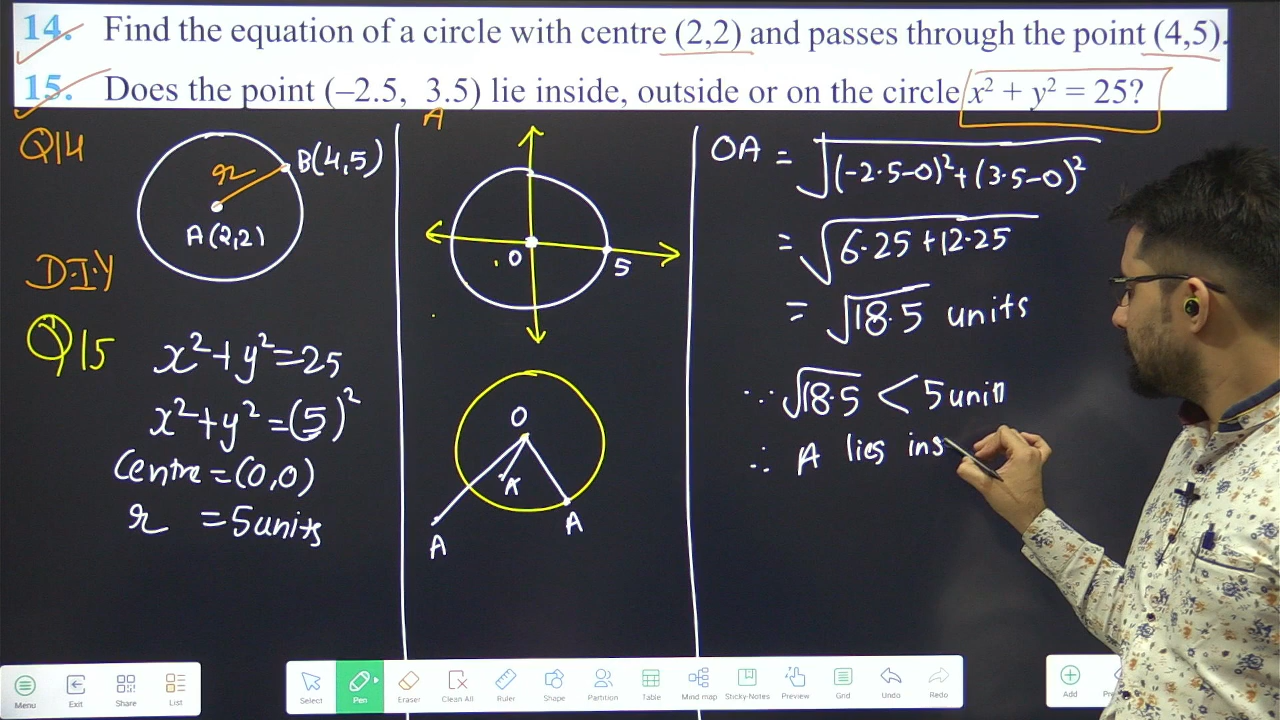 14. Find the equation of a circle with centre (2,2) and passes through the point (4,5).
15. Does the point (–2.5, 3.5) lie inside, outside or on the circle x² + y² = 25?
A
Q14
r
B(4,5)
A(2,2)
D.I.Y
Q15
x²+y²=25
x²+y²=(5)²
Centre=(0,0)
r =5units
O
5
O
A
A
A
OA = √(-2.5-0)²+(3.5-0)²
= √6.25+12.25
= √18.5 units
∵ √18.5 < 5unit
∴ A lies ins
Menu
Exit
Share
List
Select
Pen
Eraser
Clean All
Ruler
Shape
Partition
Table
Mind map
Sticky-Notes
Preview
Grid
Undo
Redo
Add